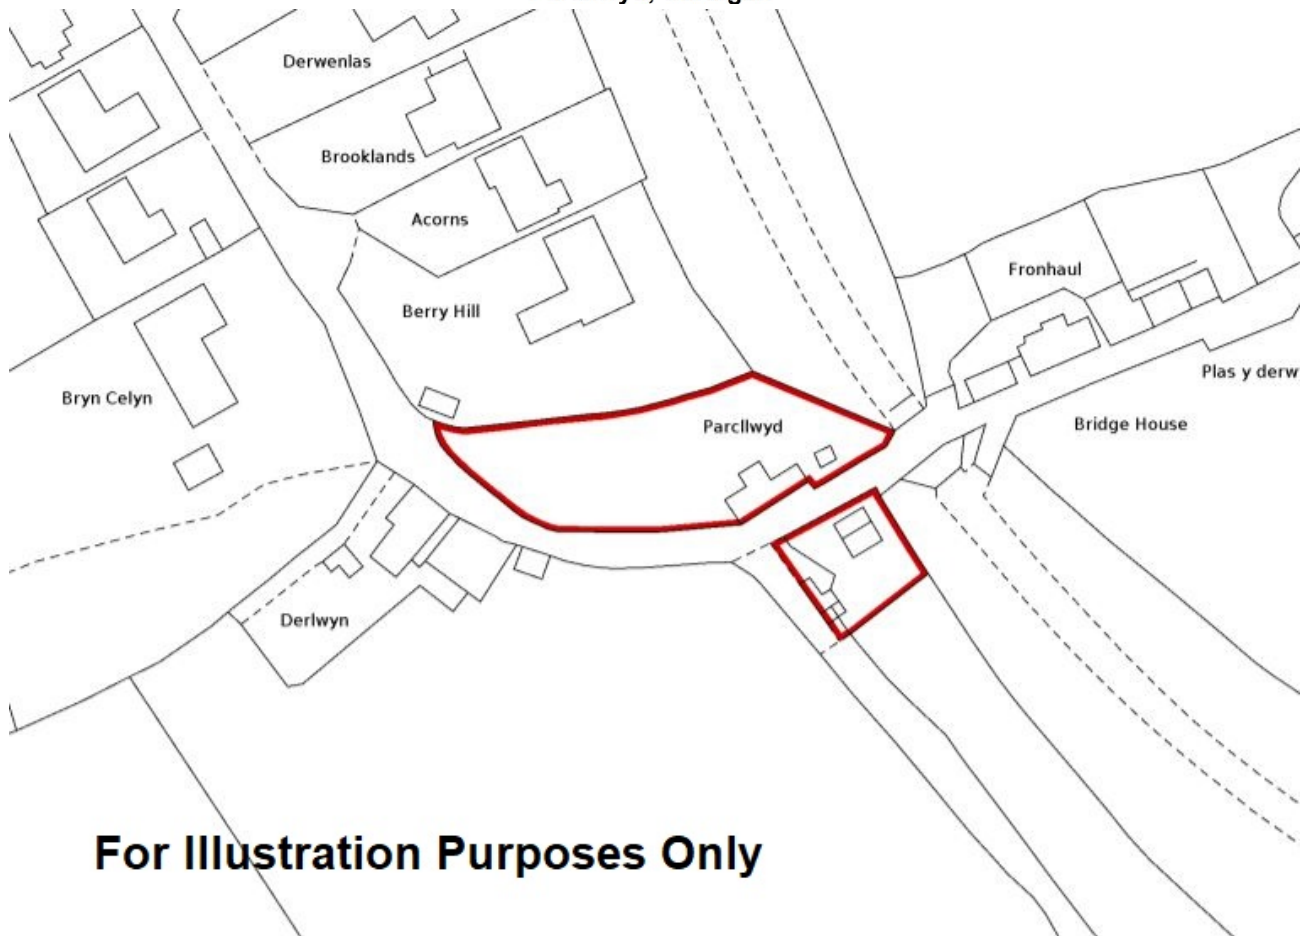 Derwenlas
Brooklands
Acorns
Fronhaul
Berry Hill
Plas y derw
Bryn Celyn
Parcllwyd
Bridge House
Derlwyn
For Illustration Purposes Only